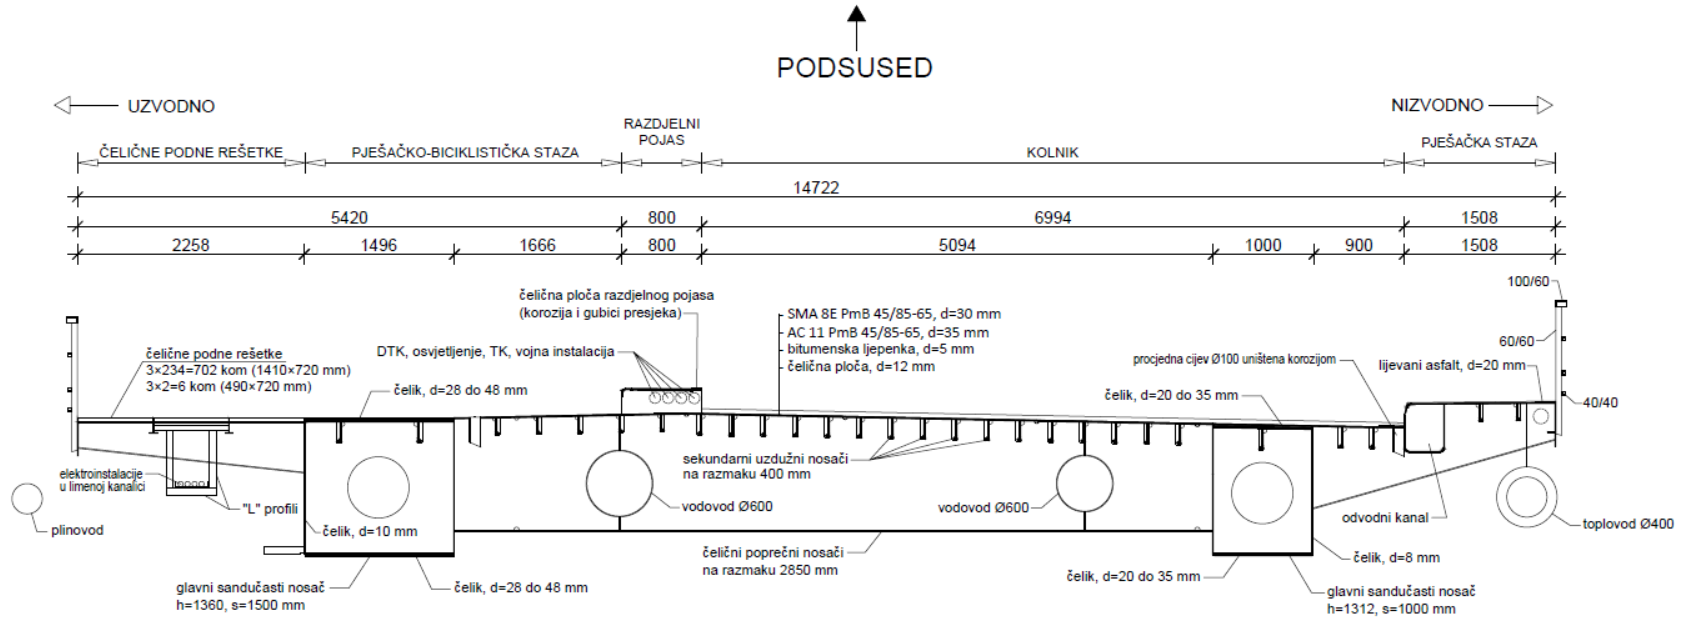 PODSUSED
UZVODNO
NIZVODNO
ČELIČNE PODNE REŠETKE
PJEŠAČKO-BICIKLISTIČKA STAZA
RAZDJELNI
POJAS
KOLNIK
PJEŠAČKA STAZA
14722
5420
800
6994
1508
2258
1496
1666
800
5094
1000
900
1508
100/60
60/60
40/40
čelična ploča razdjelnog pojasa
(korozija i gubici presjeka)
SMA 8E PmB 45/85-65, d=30 mm
AC 11 PmB 45/85-65, d=35 mm
bitumenska ljepenka, d=5 mm
čelična ploča, d=12 mm
DTK, osvjetljenje, TK, vojna instalacija
čelične podne rešetke
3×234=702 kom (1410×720 mm)
3×2=6 kom (490×720 mm)
čelik, d=28 do 48 mm
procjedna cijev Ø100 uništena korozijom
lijevani asfalt, d=20 mm
čelik, d=20 do 35 mm
sekundarni uzdužni nosači
na razmaku 400 mm
elektroinstalacije
u limenoj kanalici
"L" profili
plinovod
čelik, d=10 mm
vodovod Ø600
vodovod Ø600
odvodni kanal
toplovod Ø400
čelični poprečni nosači
na razmaku 2850 mm
čelik, d=8 mm
čelik, d=20 do 35 mm
glavni sandučasti nosač
h=1360, s=1500 mm
čelik, d=28 do 48 mm
glavni sandučasti nosač
h=1312, s=1000 mm